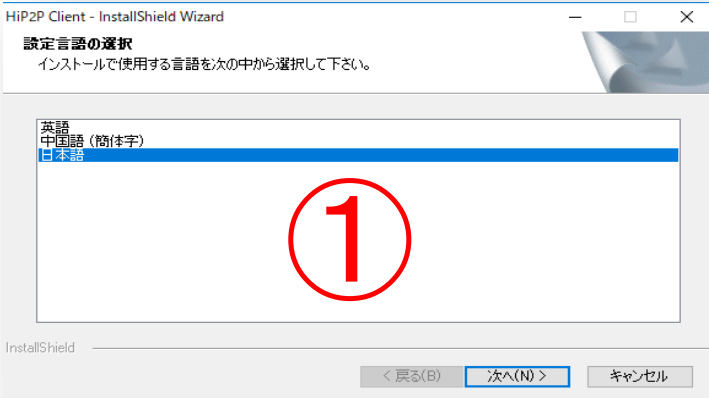 HiP2P Client - InstallShield Wizard
設定言語の選択
インストールで使用する言語を次の中から選択して下さい。
英語
中国語 (簡体字)
日本語
①
InstallShield
< 戻る(B)
次へ(N) >
キャンセル